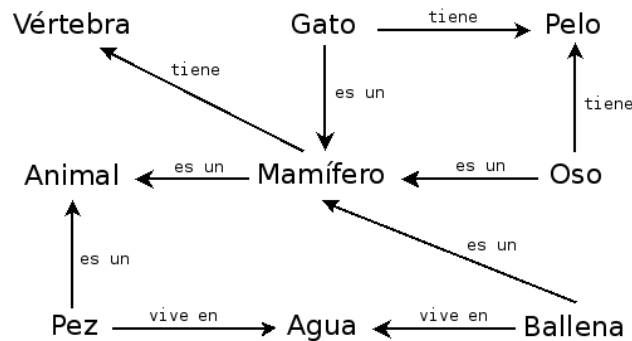 Vértebra Gato tiene Pelo
tiene es un tiene
Animal es un Mamífero es un Oso
es un es un
Pez vive en Agua vive en Ballena